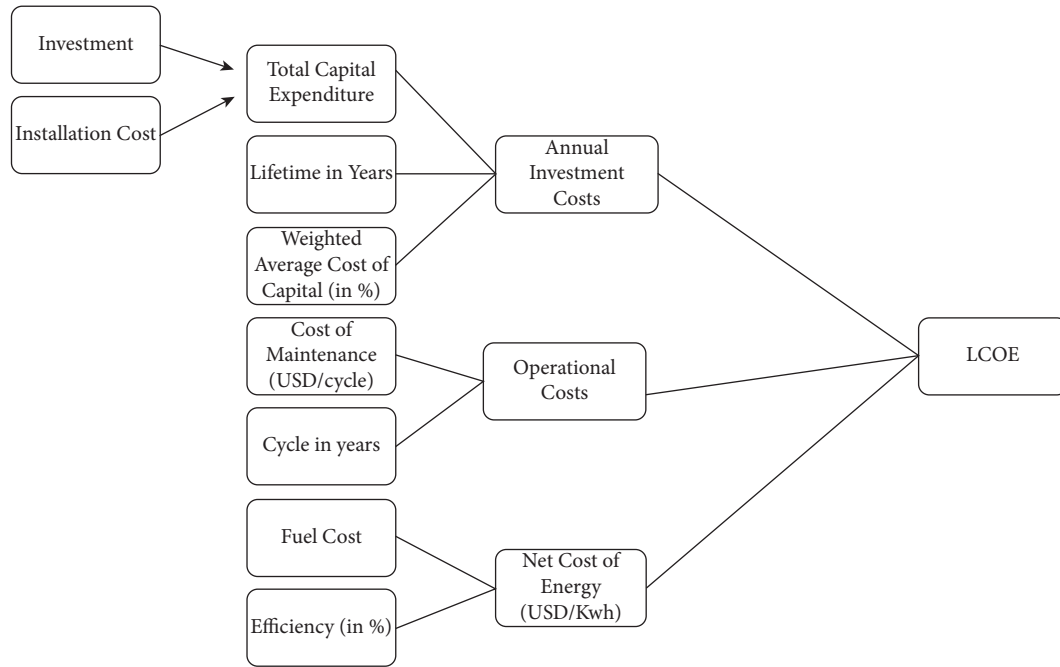 Investment
Installation Cost
Total Capital
Expenditure
Lifetime in Years
Weighted
Average Cost of
Capital (in %)
Cost of
Maintenance
(USD/cycle)
Cycle in years
Fuel Cost
Efficiency (in %)
Annual
Investment
Costs
Operational
Costs
Net Cost of
Energy
(USD/Kwh)
LCOE